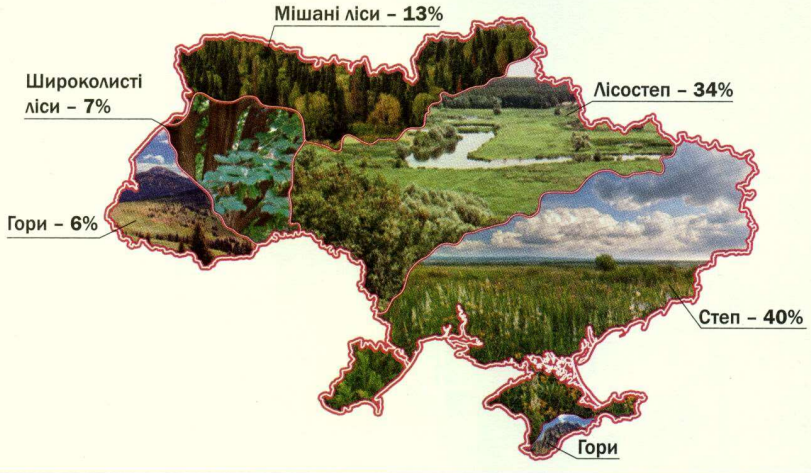 Мішані ліси – 13%
Широколисті
ліси – 7%
Лісостеп – 34%
Гори – 6%
Степ – 40%
Гори